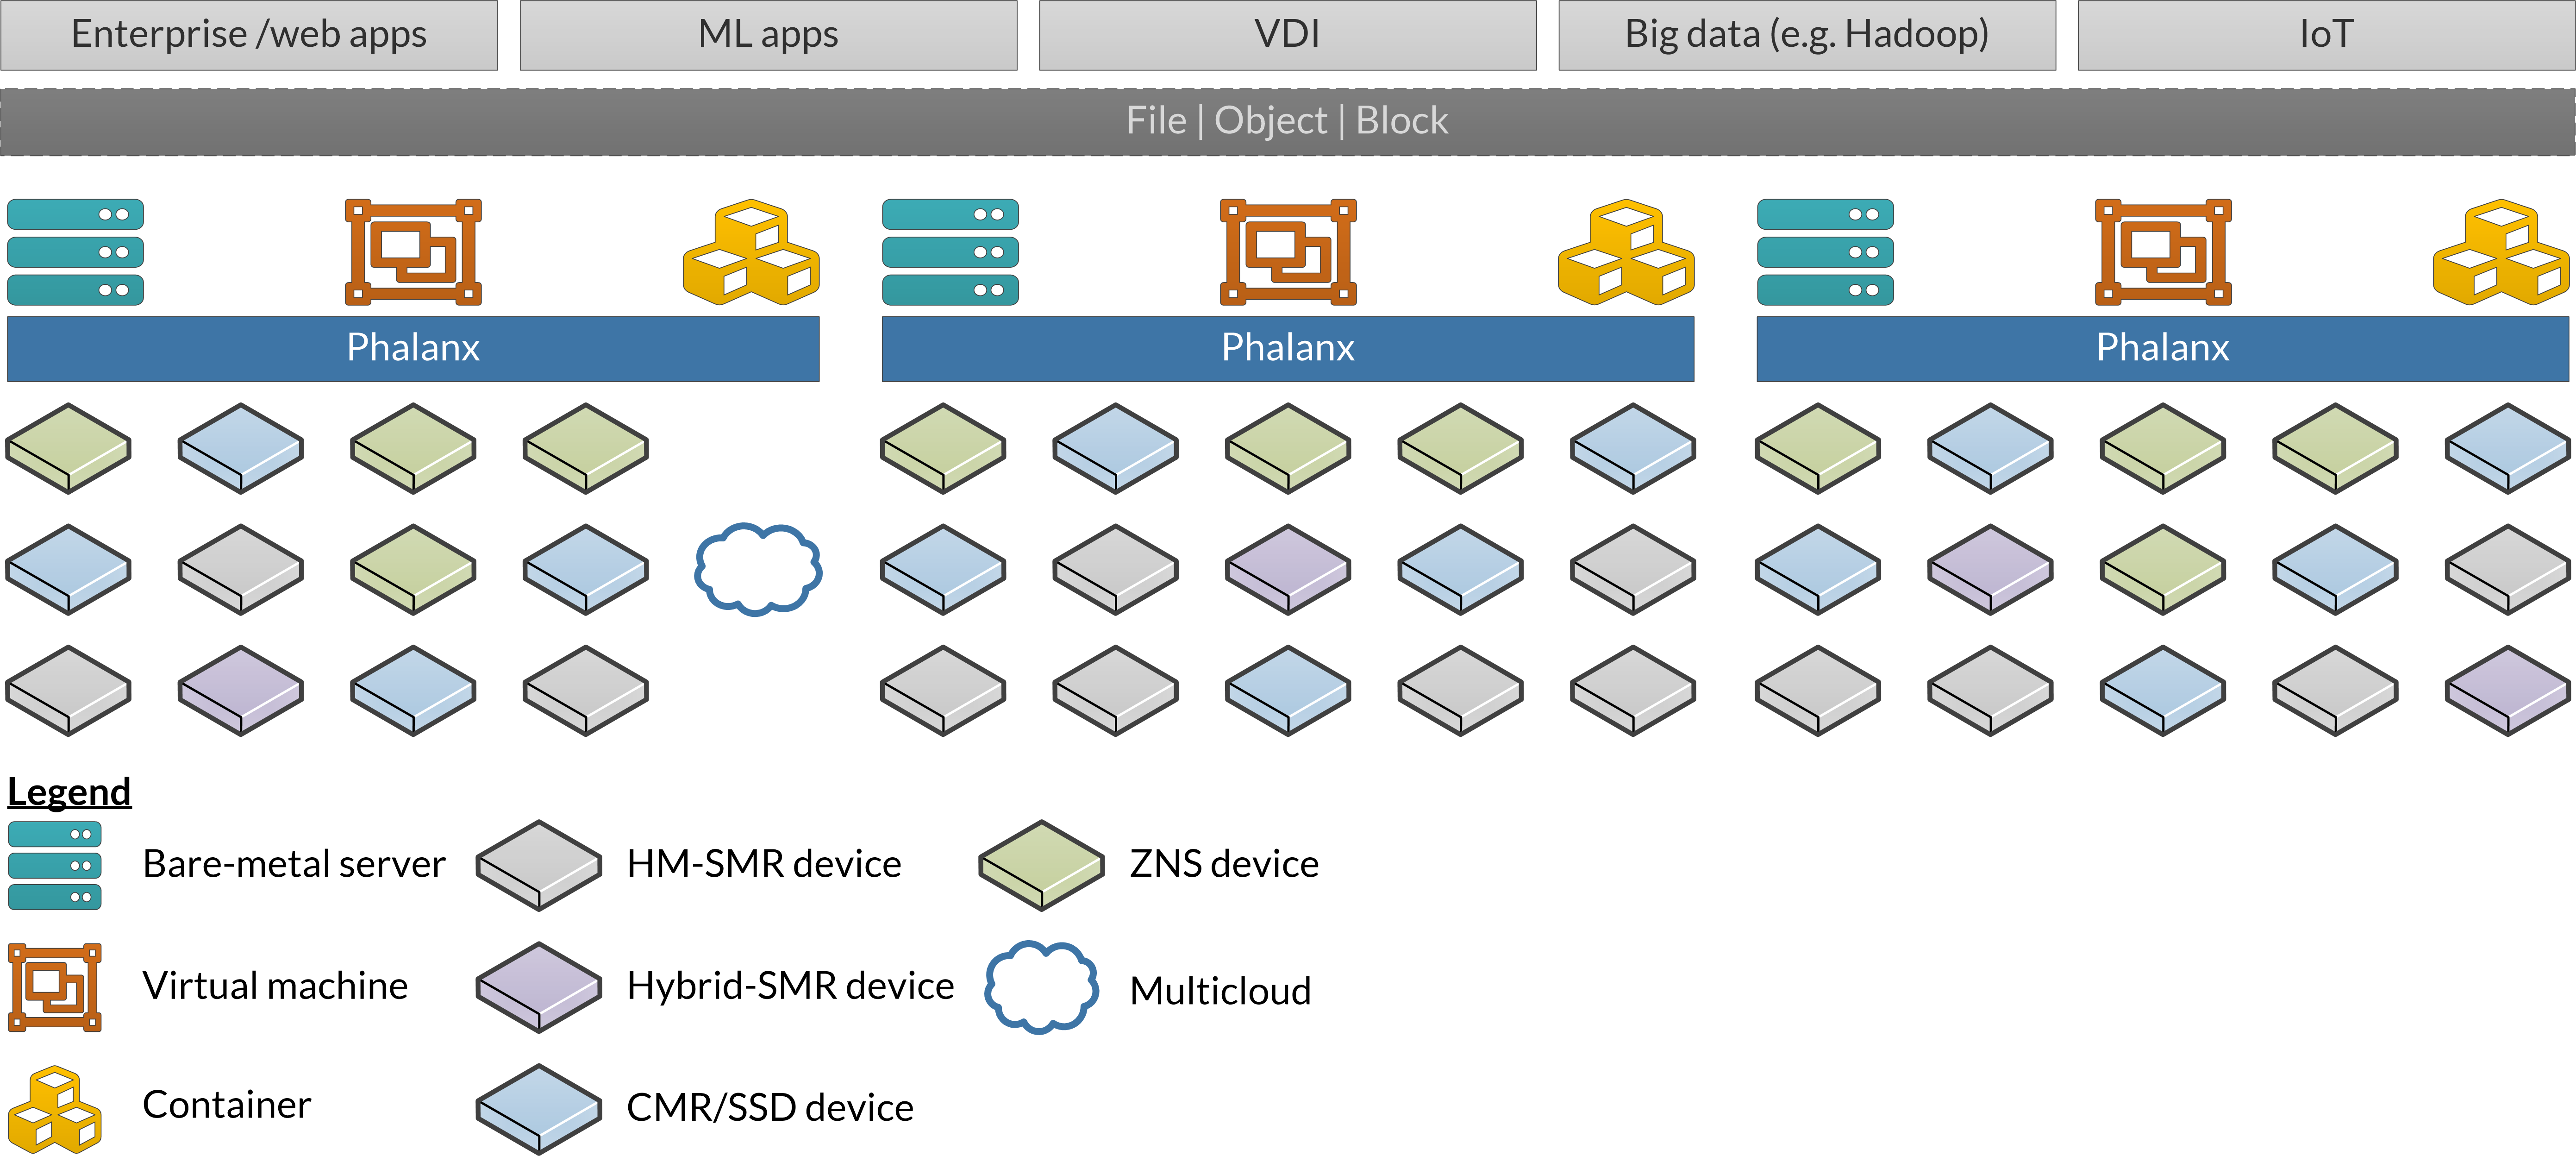 Enterprise /web apps
ML apps
VDI
Big data (e.g. Hadoop)
IoT
File | Object | Block
Phalanx
Phalanx
Phalanx
Legend
Bare-metal server
HM-SMR device
ZNS device
Virtual machine
Hybrid-SMR device
Multicloud
Container
CMR/SSD device